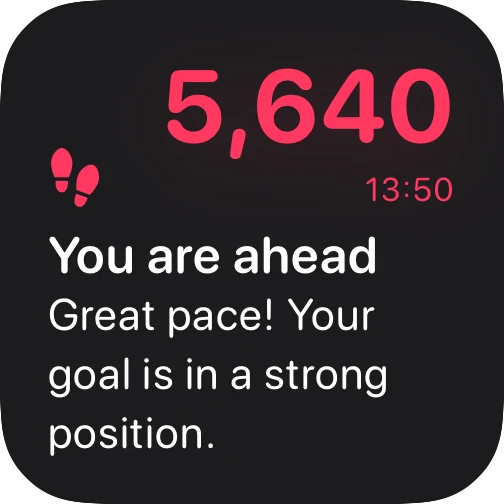 5,640
13:50
You are ahead
Great pace! Your
goal is in a strong
position.